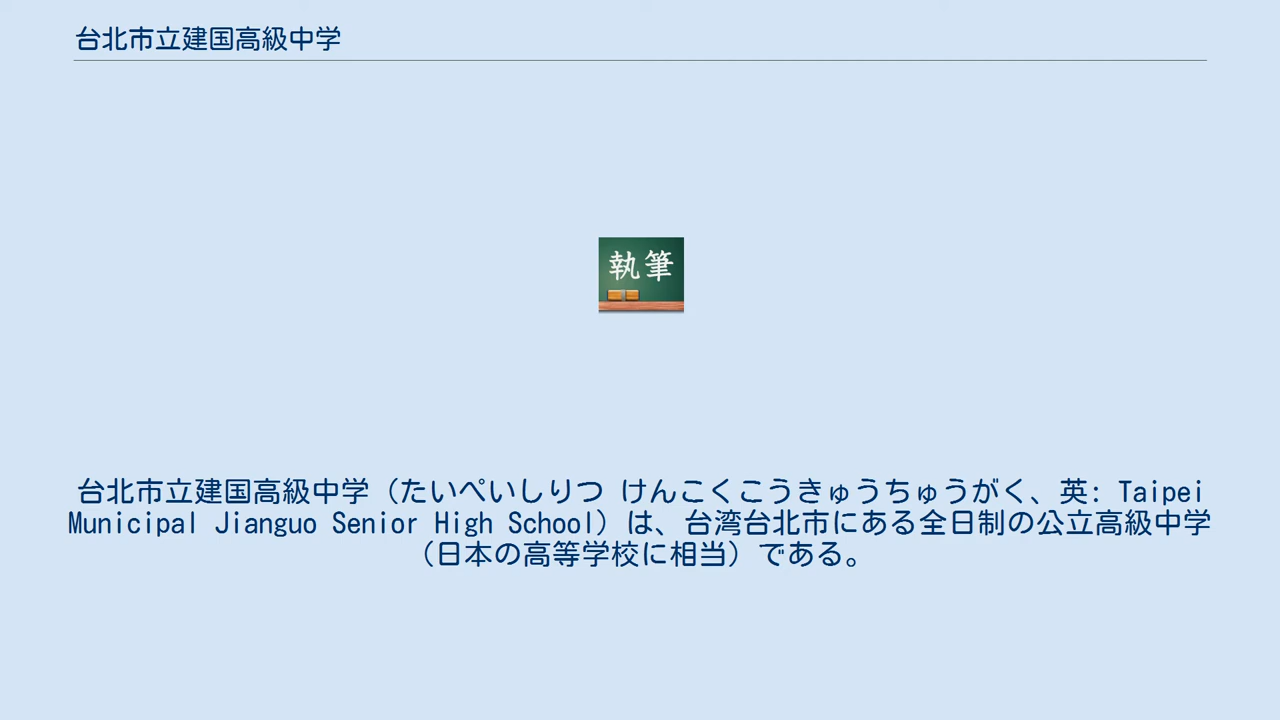 台北市立建国高級中学
執筆
台北市立建国高級中学（たいぺいしりつ けんこくこうきゅうちゅうがく、英: Taipei
Municipal Jianguo Senior High School）は、台湾台北市にある全日制の公立高級中学
（日本の高等学校に相当）である。